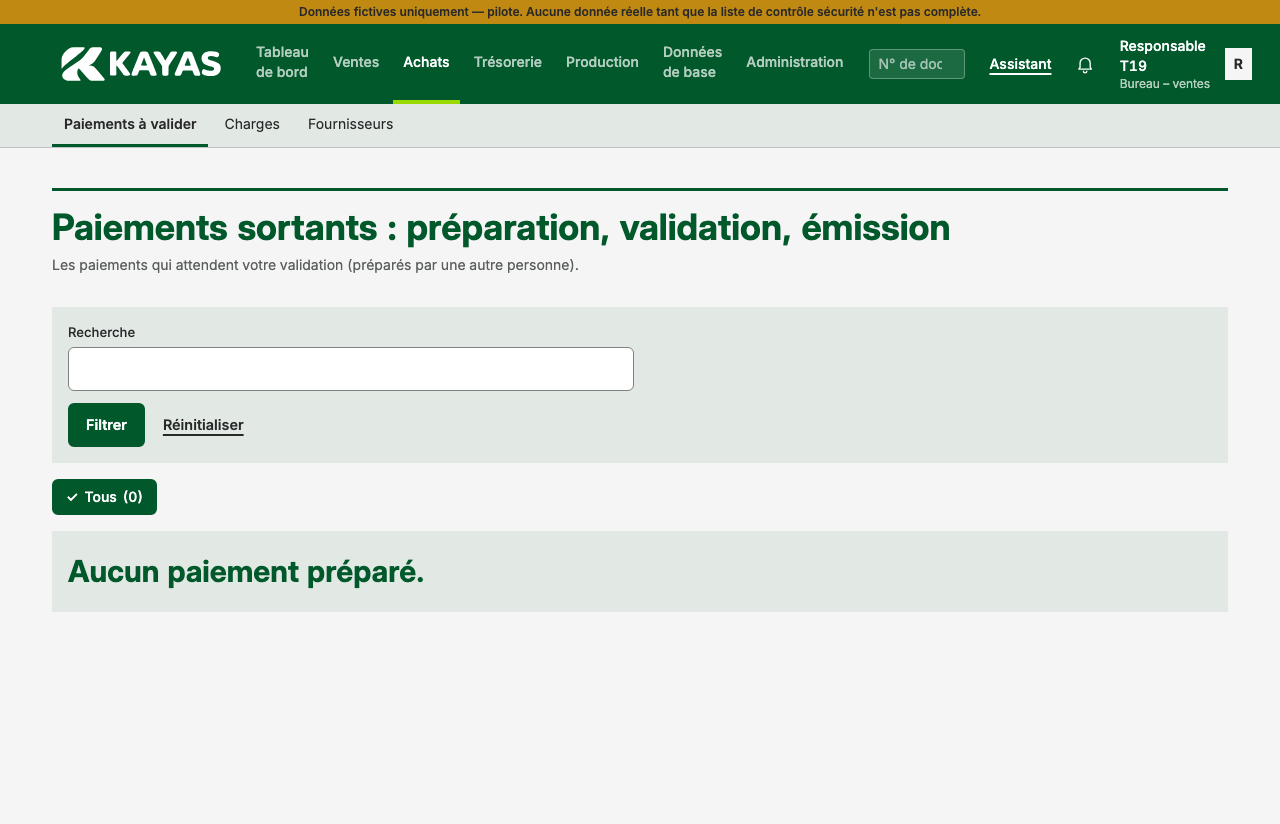 Données fictives uniquement — pilote. Aucune donnée réelle tant que la liste de contrôle sécurité n'est pas complète.
KAYAS
Tableau de bord
Ventes
Achats
Trésorerie
Production
Données de base
Administration
N° de doc
Assistant
Responsable T19
Bureau – ventes
R
Paiements à valider
Charges
Fournisseurs
Paiements sortants : préparation, validation, émission
Les paiements qui attendent votre validation (préparés par une autre personne).
Recherche
Filtrer
Réinitialiser
✓ Tous (0)
Aucun paiement préparé.